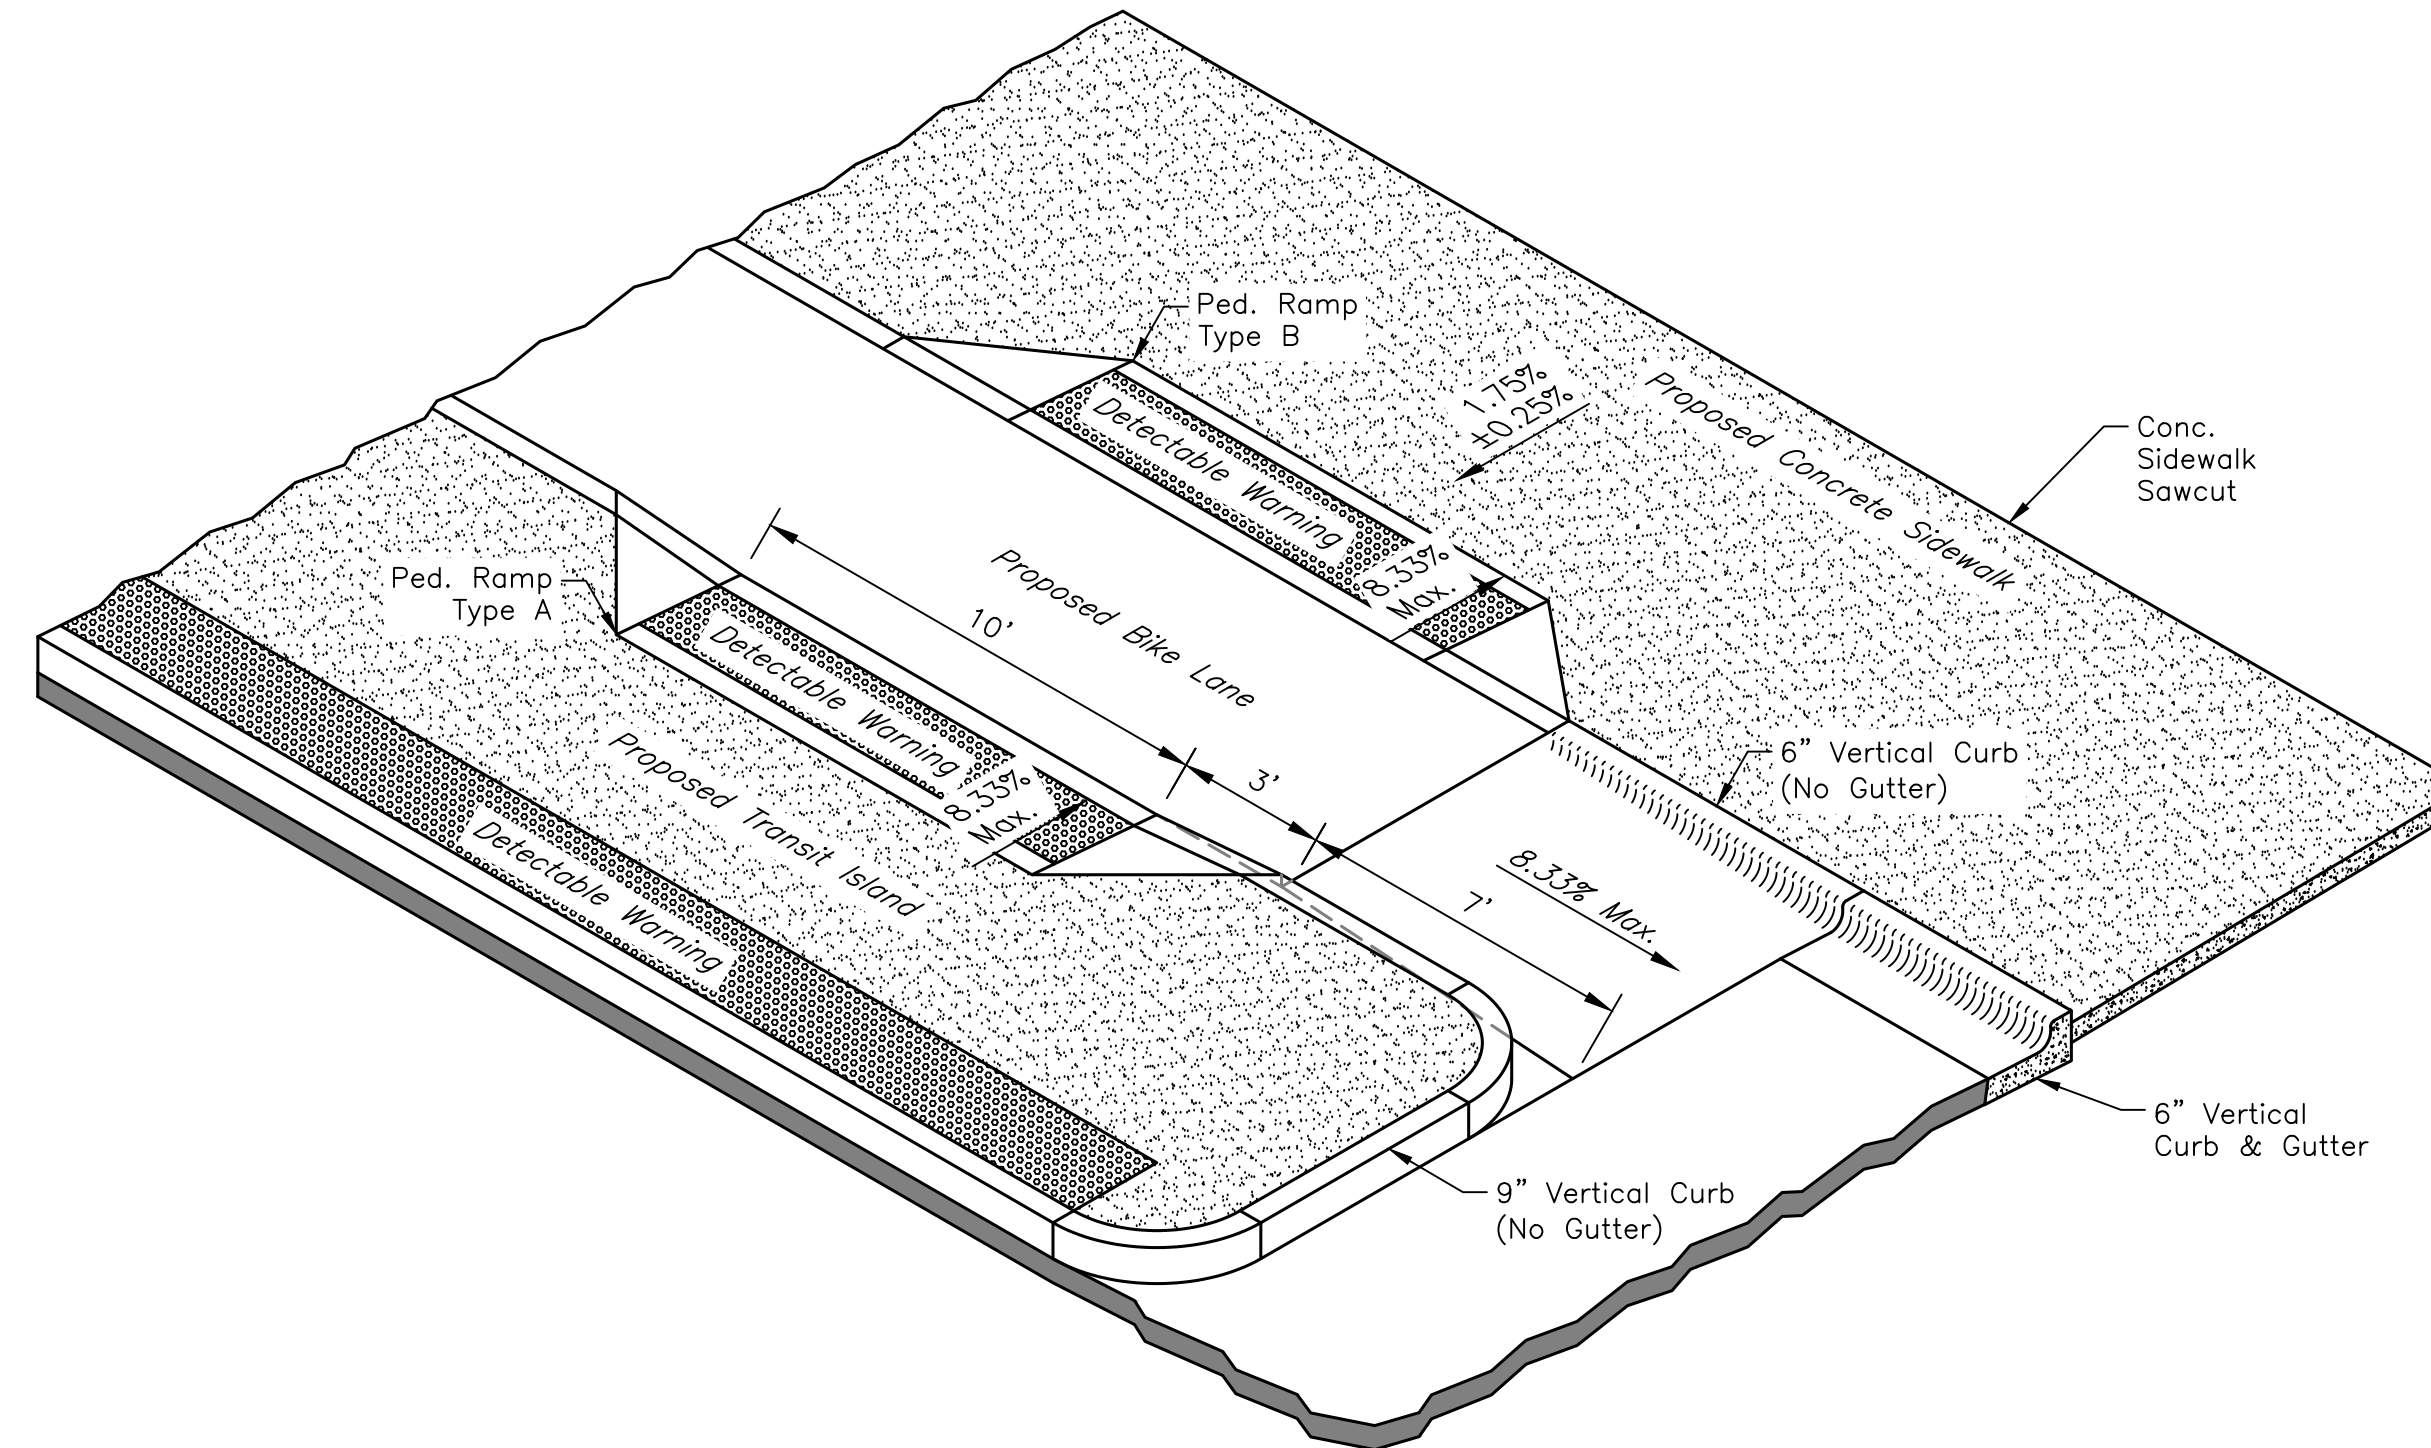 Ped. Ramp
Type B
1.75%
±0.25%
Proposed Concrete Sidewalk
Conc.
Sidewalk
Sawcut
Detectable Warning
8.33%
Max.
Ped. Ramp
Type A
Proposed Bike Lane
10'
Detectable Warning
8.33%
Max.
3'
6" Vertical Curb
(No Gutter)
Proposed Transit Island
8.33% Max.
7'
Detectable Warning
6" Vertical
Curb & Gutter
9" Vertical Curb
(No Gutter)